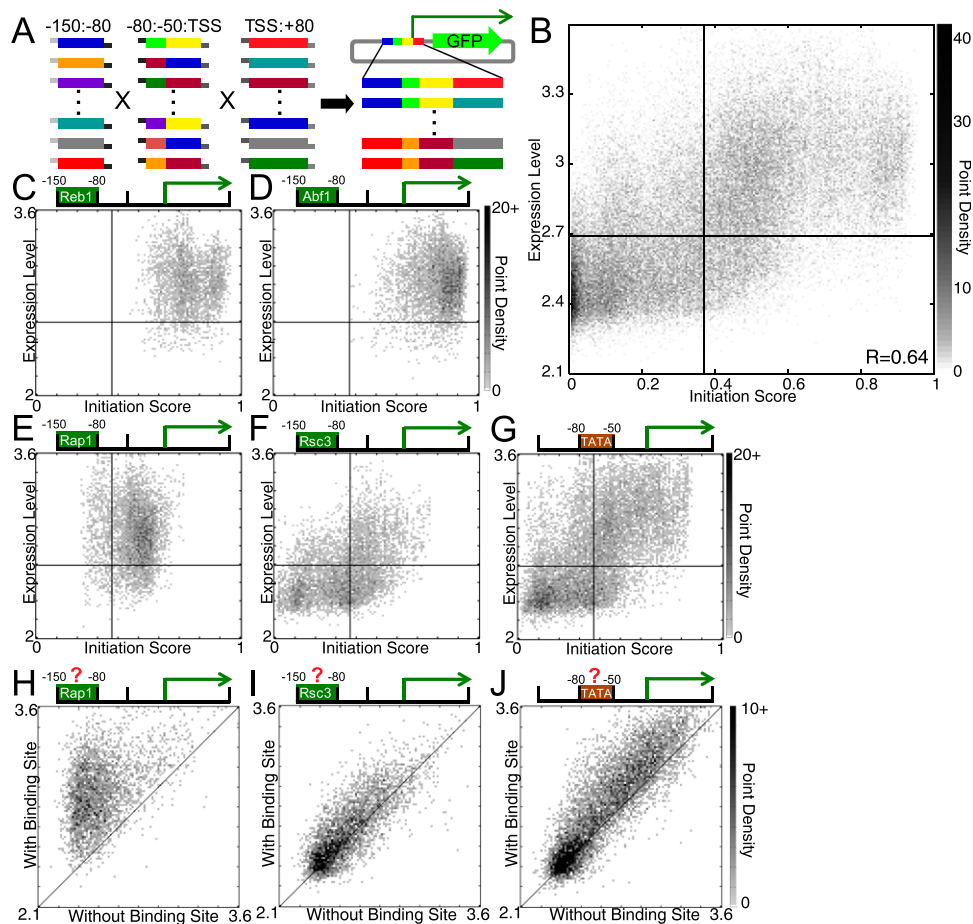 A
-150:-80
-80:-50:TSS
TSS:+80
X
X
GFP
B
Expression Level
3.3
3
2.7
2.4
2.1
0
0.2
0.4
0.6
0.8
1
Initiation Score
R=0.64
40
30
20
10
0
Point Density
C
-150
-80
Reb1
3.6
Expression Level
2
0
Initiation Score
1
D
-150
-80
Abf1
3.6
Expression Level
2
0
Initiation Score
1
20+
Point Density
0
E
-150
-80
Rap1
3.6
Expression Level
2
0
Initiation Score
1
F
-150
-80
Rsc3
3.6
Expression Level
2
0
Initiation Score
1
G
-80
-50
TATA
3.6
Expression Level
2
0
Initiation Score
1
20+
Point Density
0
H
-150
?
-80
Rap1
3.6
With Binding Site
2.1
Without Binding Site
3.6
I
-150
?
-80
Rsc3
3.6
With Binding Site
2.1
Without Binding Site
3.6
J
-80
?
-50
TATA
3.6
With Binding Site
2.1
Without Binding Site
3.6
10+
Point Density
0